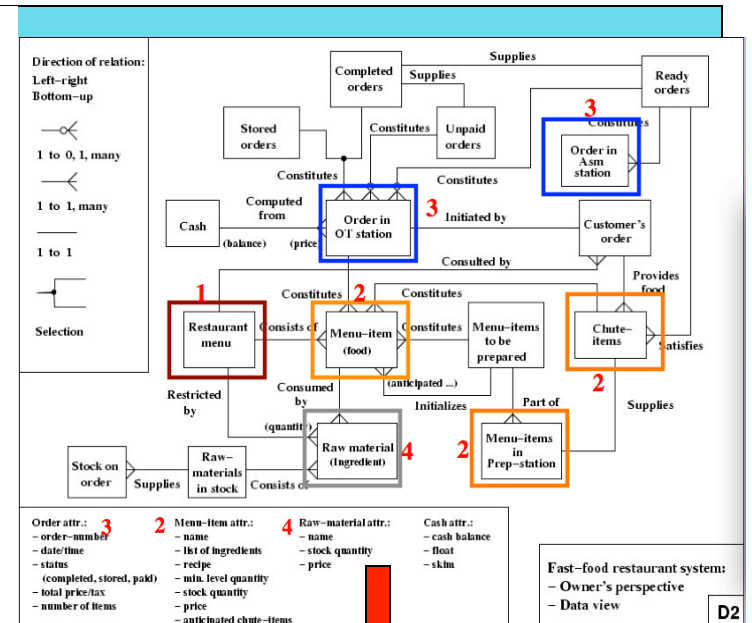 Direction of relation:
Left-right
Bottom-up
1 to 0, 1, many
1 to 1, many
1 to 1
Selection
Supplies
Completed
orders
Supplies
Ready
orders
3
Constitutes
Stored
orders
Constitutes
Unpaid
orders
Order in
Asm
station
Constitutes
Constitutes
Computed
from
Cash
(balance)
(price)
Order in
OT station
3
Initiated by
Customer's
order
Consulted by
Provides
food
1
Constitutes
2
Constitutes
Restaurant
menu
Consists of
Menu-item
(food)
Constitutes
Menu-items
to be
prepared
Chute-
items
Satisfies
2
Restricted
by
Consumed
by
(anticipated ...)
Initializes
Part of
Supplies
(quantity)
Raw material
(Ingredient)
4
2
Menu-items
in
Prep-station
Stock on
order
Supplies
Raw-
materials
in stock
Consists of
Order attr.:
3
- order-number
- date/time
- status
(completed, stored, paid)
- total price/tax
- number of items
2
Menu-item attr.:
- name
- list of ingredients
- recipe
- min. level quantity
- stock quantity
- price
- anticipated chute-items
4
Raw-material attr.:
- name
- stock quantity
- price
Cash attr.:
- cash balance
- float
- skim
Fast-food restaurant system:
- Owner's perspective
- Data view
D2